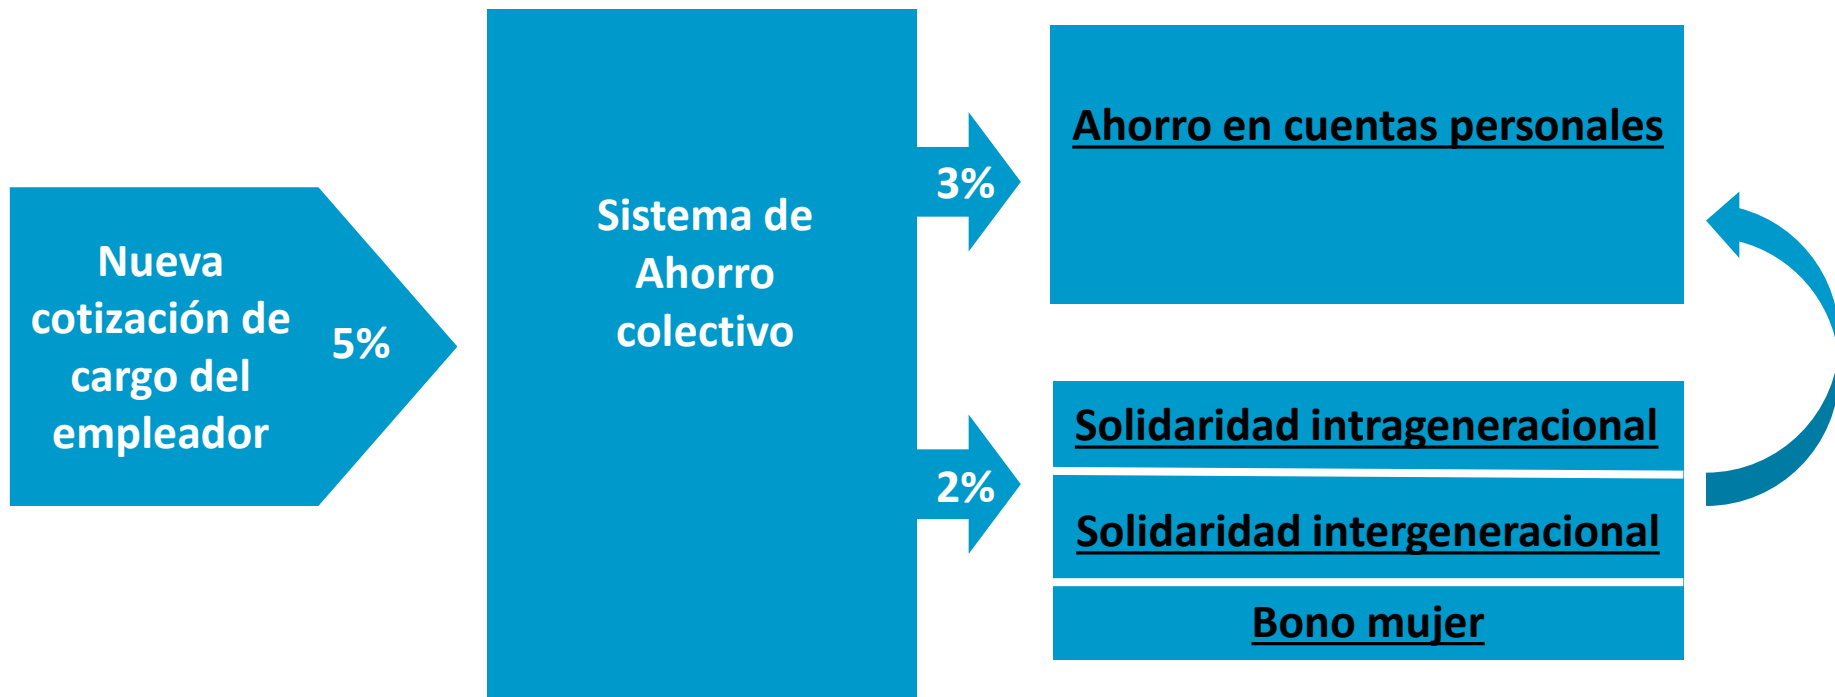 Nueva
cotización de
cargo del
empleador
5%
Sistema de
Ahorro
colectivo
3%
2%
Ahorro en cuentas personales
Solidaridad intrageneracional
Solidaridad intergeneracional
Bono mujer